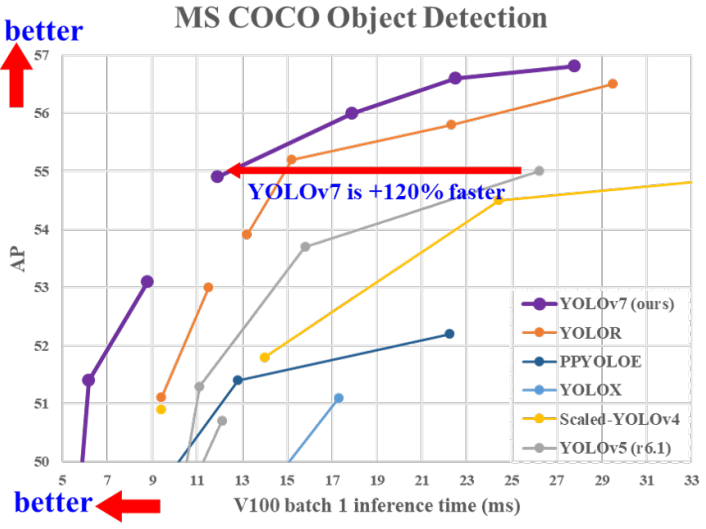 MS COCO Object Detection
better
57
56
55
54
53
52
51
50
AP
YOLOv7 is +120% faster
YOLOv7 (ours)
YOLOR
PPYOLOE
YOLOX
Scaled-YOLOv4
YOLOv5 (r6.1)
5 7 9 11 13 15 17 19 21 23 25 27 29 31 33
better
V100 batch 1 inference time (ms)